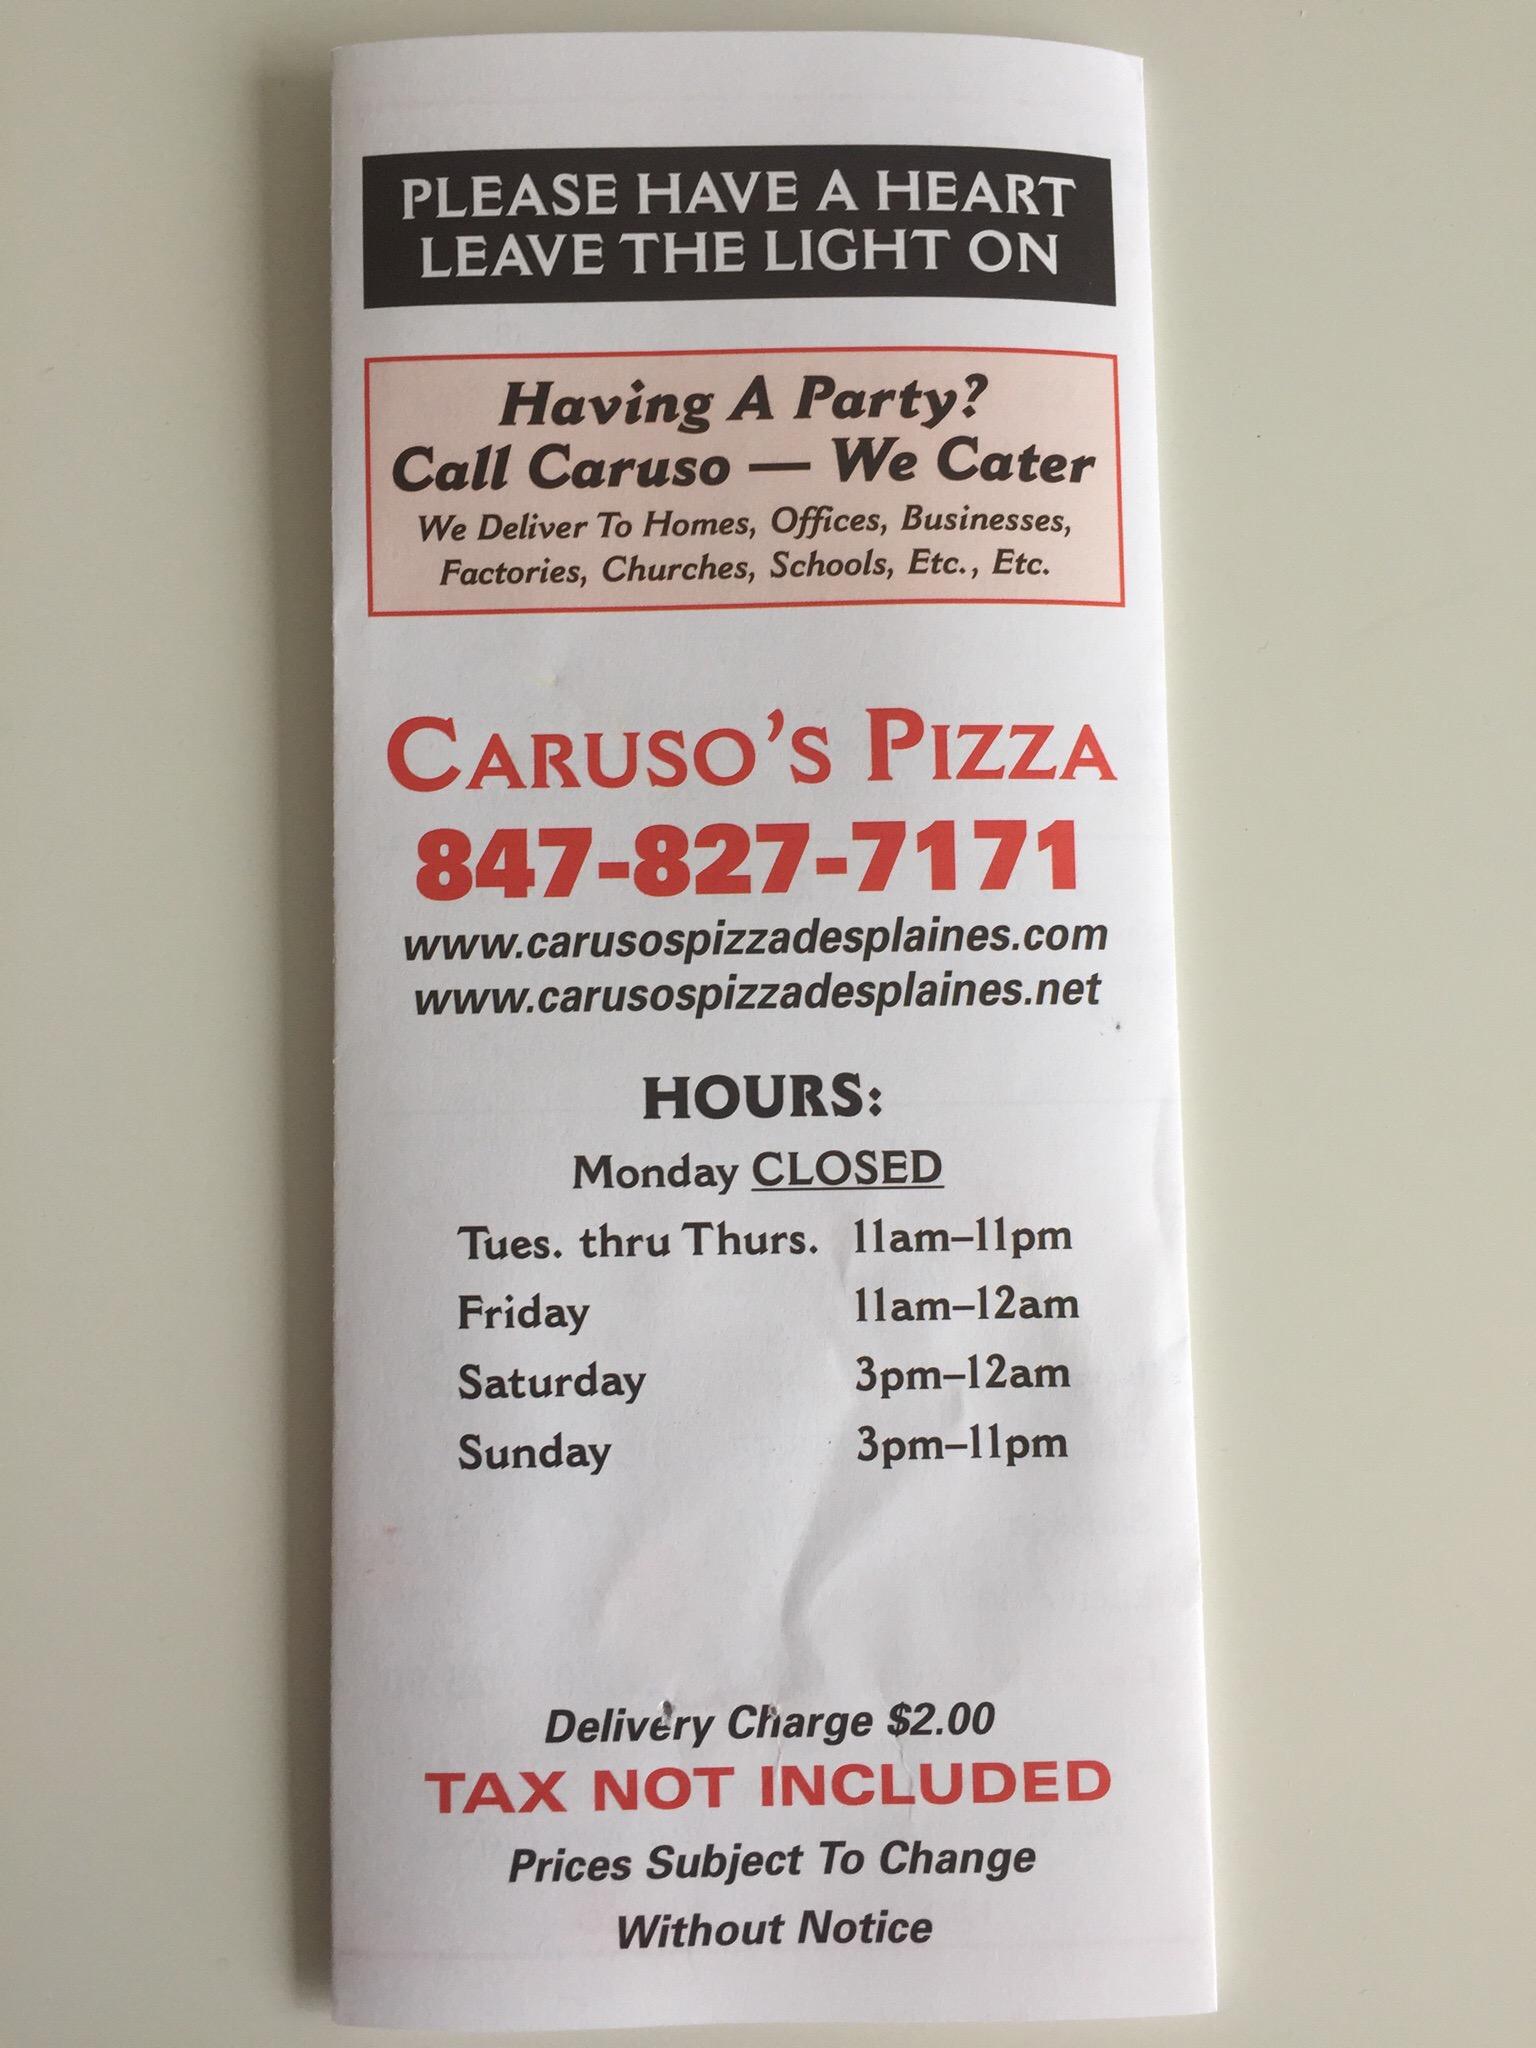 PLEASE HAVE A HEART
LEAVE THE LIGHT ON
Having A Party?
Call Caruso — We Cater
We Deliver To Homes, Offices, Businesses,
Factories, Churches, Schools, Etc., Etc.
CARUSO'S PIZZA
847-827-7171
www.carusospizzadesplaines.com
www.carusospizzadesplaines.net
HOURS:
Monday CLOSED
Tues. thru Thurs. 11am–11pm
Friday 11am–12am
Saturday 3pm–12am
Sunday 3pm–11pm
Delivery Charge $2.00
TAX NOT INCLUDED
Prices Subject To Change
Without Notice